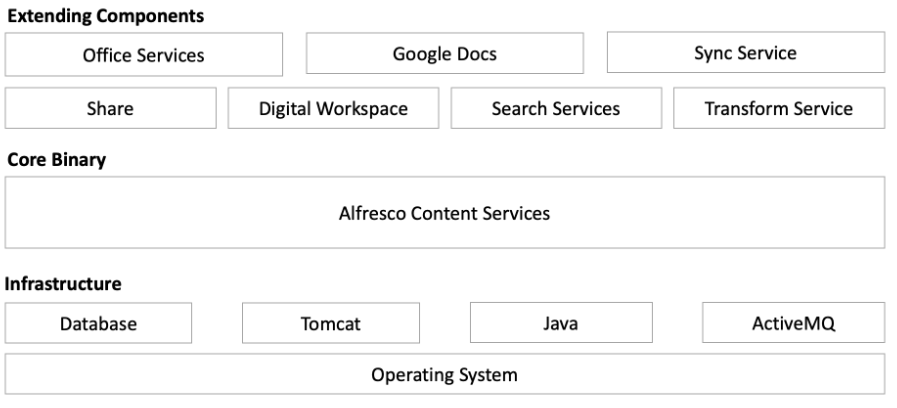 Extending Components
Office Services
Google Docs
Sync Service
Share
Digital Workspace
Search Services
Transform Service
Core Binary
Alfresco Content Services
Infrastructure
Database
Tomcat
Java
ActiveMQ
Operating System